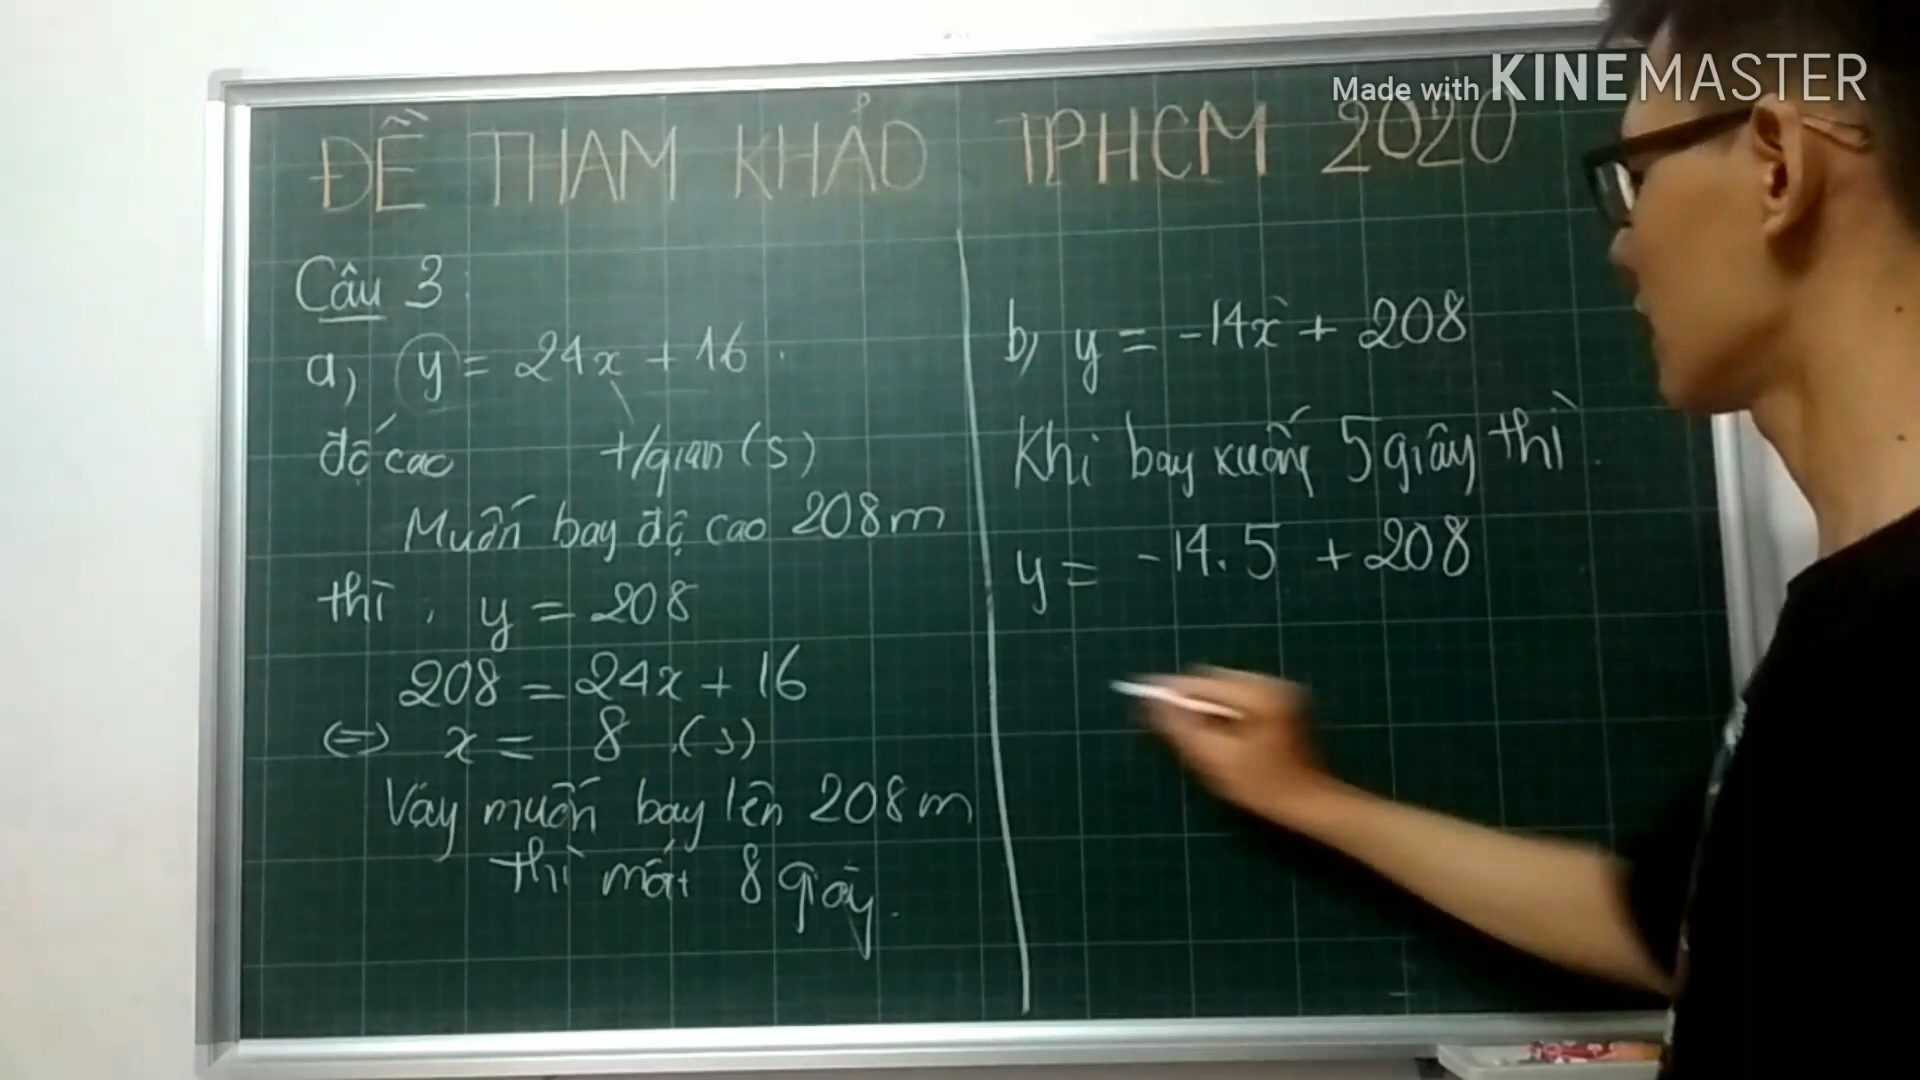 Made with KINEMASTER
ĐỀ THAM KHẢO TPHCM 2020
Câu 3
a, y = 24x + 16.
độ cao t/gian (s)
Muốn bay độ cao 208m
thì, y = 208
208 = 24x + 16
<=> x = 8 (s)
Vậy muốn bay lên 208m
thì mất 8 giây.
b, y = -14x + 208
Khi bay xuống 5 giây thì
y = -14.5 + 208